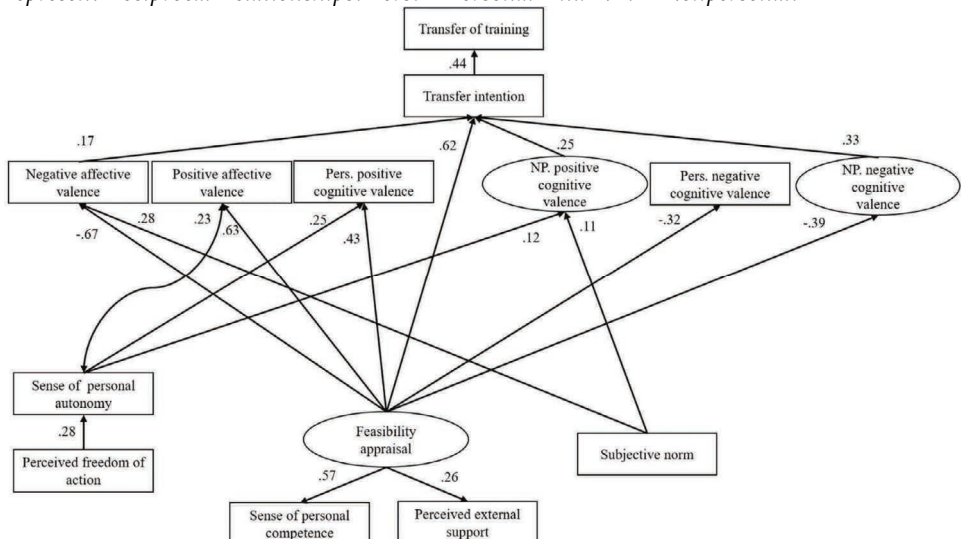 Transfer of training
.44
Transfer intention
.17
.62
.25
.33
Negative affective
valence
Positive affective
valence
Pers. positive
cognitive valence
NP. positive
cognitive
valence
Pers. negative
cognitive valence
NP. negative
cognitive
valence
-.67
.28
.23
.63
.25
.43
.12
.11
-.32
-.39
Sense of personal
autonomy
.28
Perceived freedom of
action
Feasibility
appraisal
Subjective norm
.57
.26
Sense of personal
competence
Perceived external
support